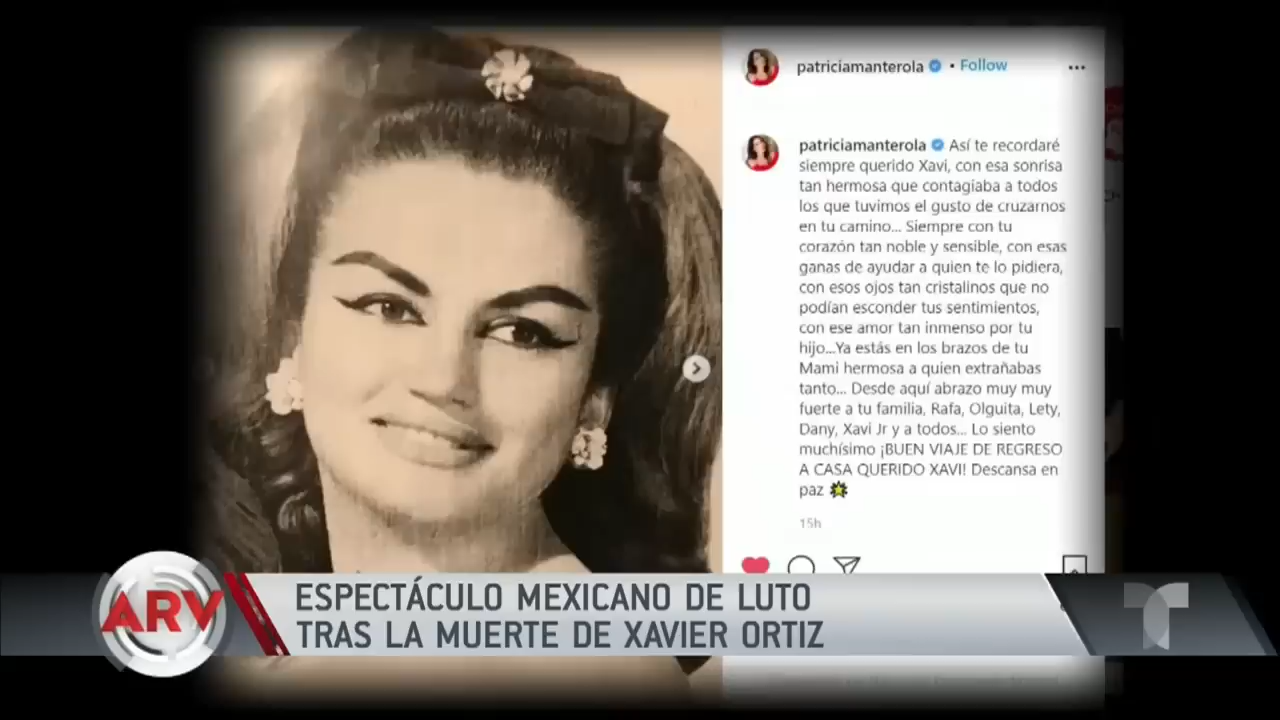 patriciamanterola • Follow
patriciamanterola Así te recordaré
siempre querido Xavi, con esa sonrisa
tan hermosa que contagiaba a todos
los que tuvimos el gusto de cruzarnos
en tu camino... Siempre con tu
corazón tan noble y sensible, con esas
ganas de ayudar a quien te lo pidiera,
con esos ojos tan cristalinos que no
podían esconder tus sentimientos,
con ese amor tan inmenso por tu
hijo...Ya estás en los brazos de tu
Mami hermosa a quien extrañabas
tanto... Desde aquí abrazo muy muy
fuerte a tu familia, Rafa, Olguita, Lety,
Dany, Xavi Jr y a todos... Lo siento
muchísimo ¡BUEN VIAJE DE REGRESO
A CASA QUERIDO XAVI! Descansa en
paz
15h
ARV
ESPECTÁCULO MEXICANO DE LUTO
TRAS LA MUERTE DE XAVIER ORTIZ